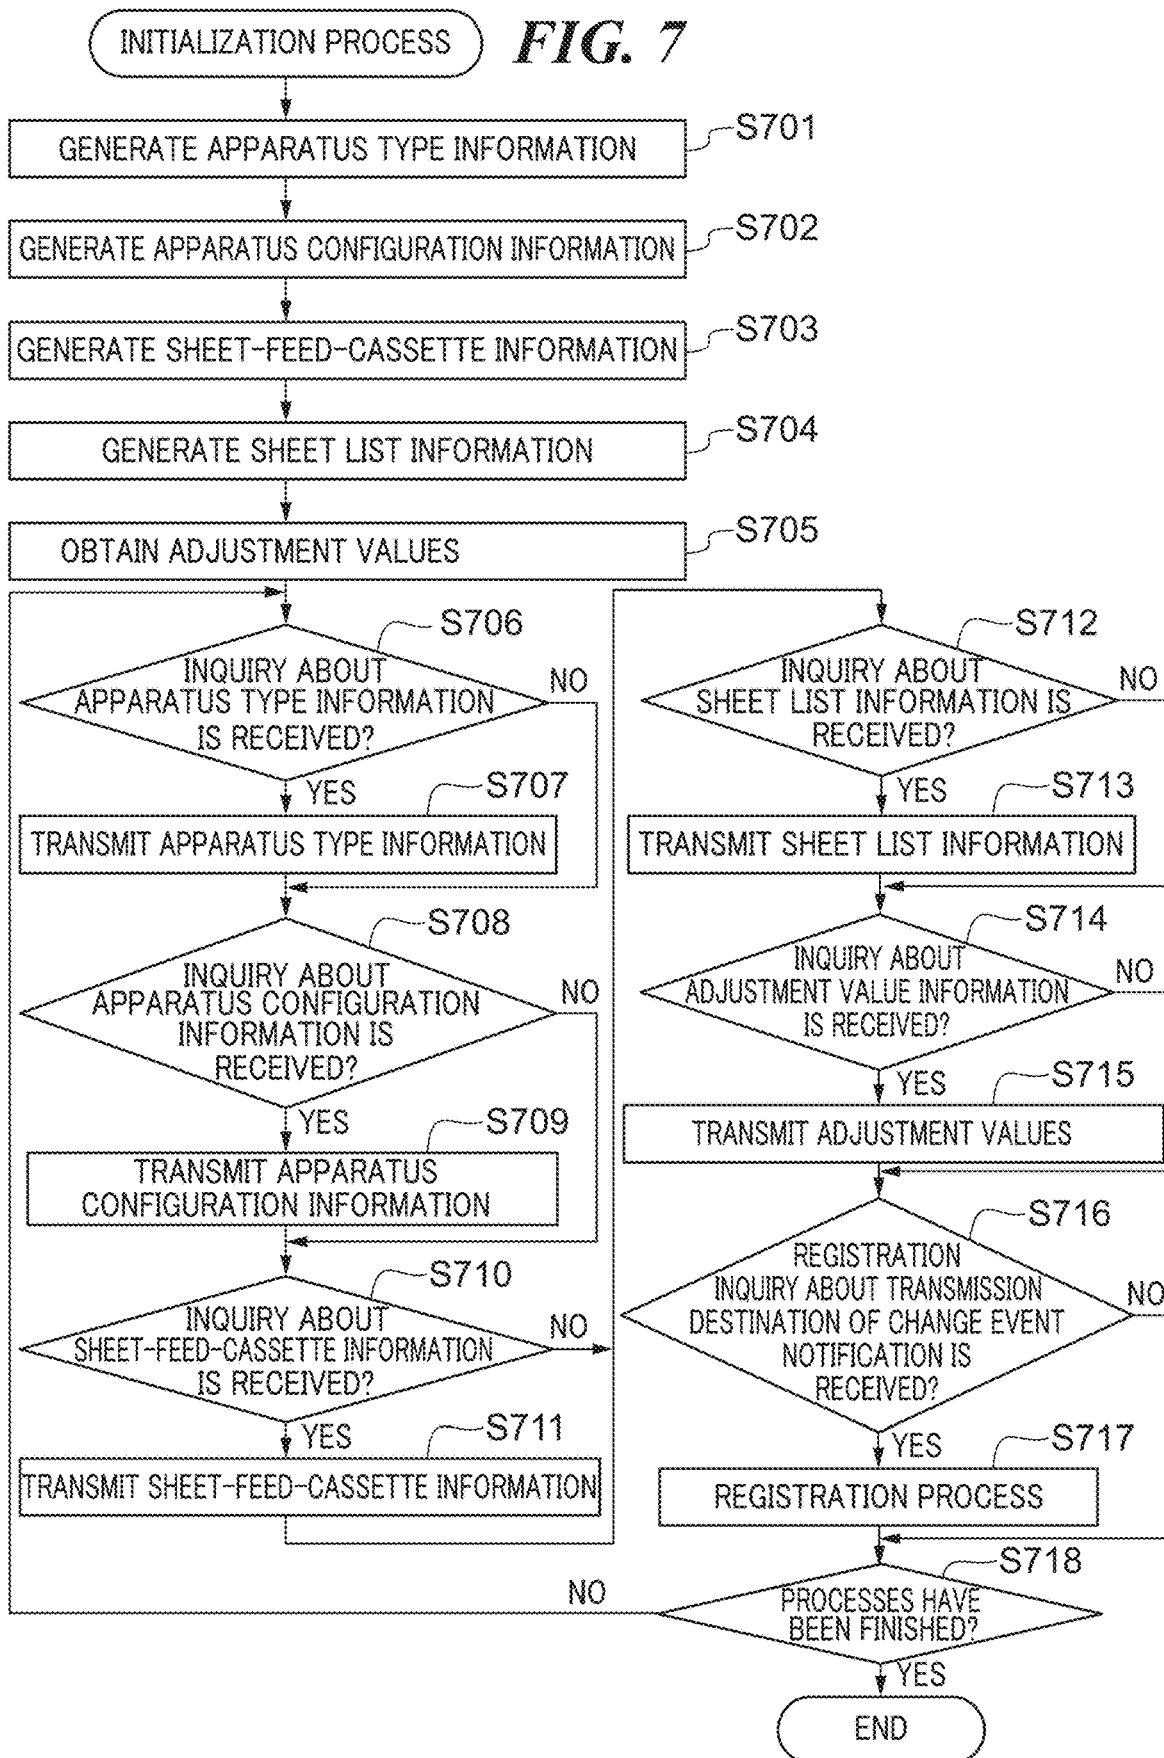 INITIALIZATION PROCESS
FIG. 7
GENERATE APPARATUS TYPE INFORMATION
S701
GENERATE APPARATUS CONFIGURATION INFORMATION
S702
GENERATE SHEET-FEED-CASSETTE INFORMATION
S703
GENERATE SHEET LIST INFORMATION
S704
OBTAIN ADJUSTMENT VALUES
S705
S706
INQUIRY ABOUT
APPARATUS TYPE INFORMATION
IS RECEIVED?
NO
YES
S707
TRANSMIT APPARATUS TYPE INFORMATION
S708
INQUIRY ABOUT
APPARATUS CONFIGURATION
INFORMATION IS
RECEIVED?
NO
YES
S709
TRANSMIT APPARATUS
CONFIGURATION INFORMATION
S710
INQUIRY ABOUT
SHEET-FEED-CASSETTE INFORMATION
IS RECEIVED?
NO
YES
S711
TRANSMIT SHEET-FEED-CASSETTE INFORMATION
S712
INQUIRY ABOUT
SHEET LIST INFORMATION IS
RECEIVED?
NO
YES
S713
TRANSMIT SHEET LIST INFORMATION
S714
INQUIRY ABOUT
ADJUSTMENT VALUE INFORMATION
IS RECEIVED?
NO
YES
S715
TRANSMIT ADJUSTMENT VALUES
S716
REGISTRATION
INQUIRY ABOUT TRANSMISSION
DESTINATION OF CHANGE EVENT
NOTIFICATION IS
RECEIVED?
NO
YES
S717
REGISTRATION PROCESS
S718
PROCESSES HAVE
BEEN FINISHED?
NO
YES
END